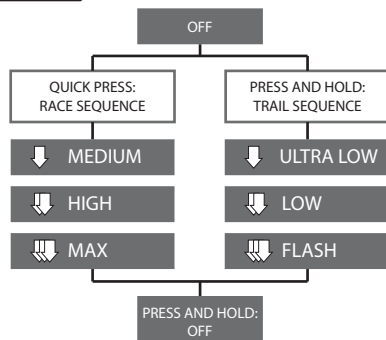 OFF
QUICK PRESS:
RACE SEQUENCE
MEDIUM
HIGH
MAX
PRESS AND HOLD:
TRAIL SEQUENCE
ULTRA LOW
LOW
FLASH
PRESS AND HOLD:
OFF